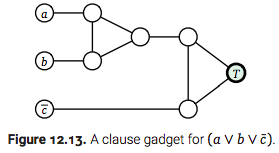 a
b
T
c̄
Figure 12.13. A clause gadget for (a ∨ b ∨ c̄).